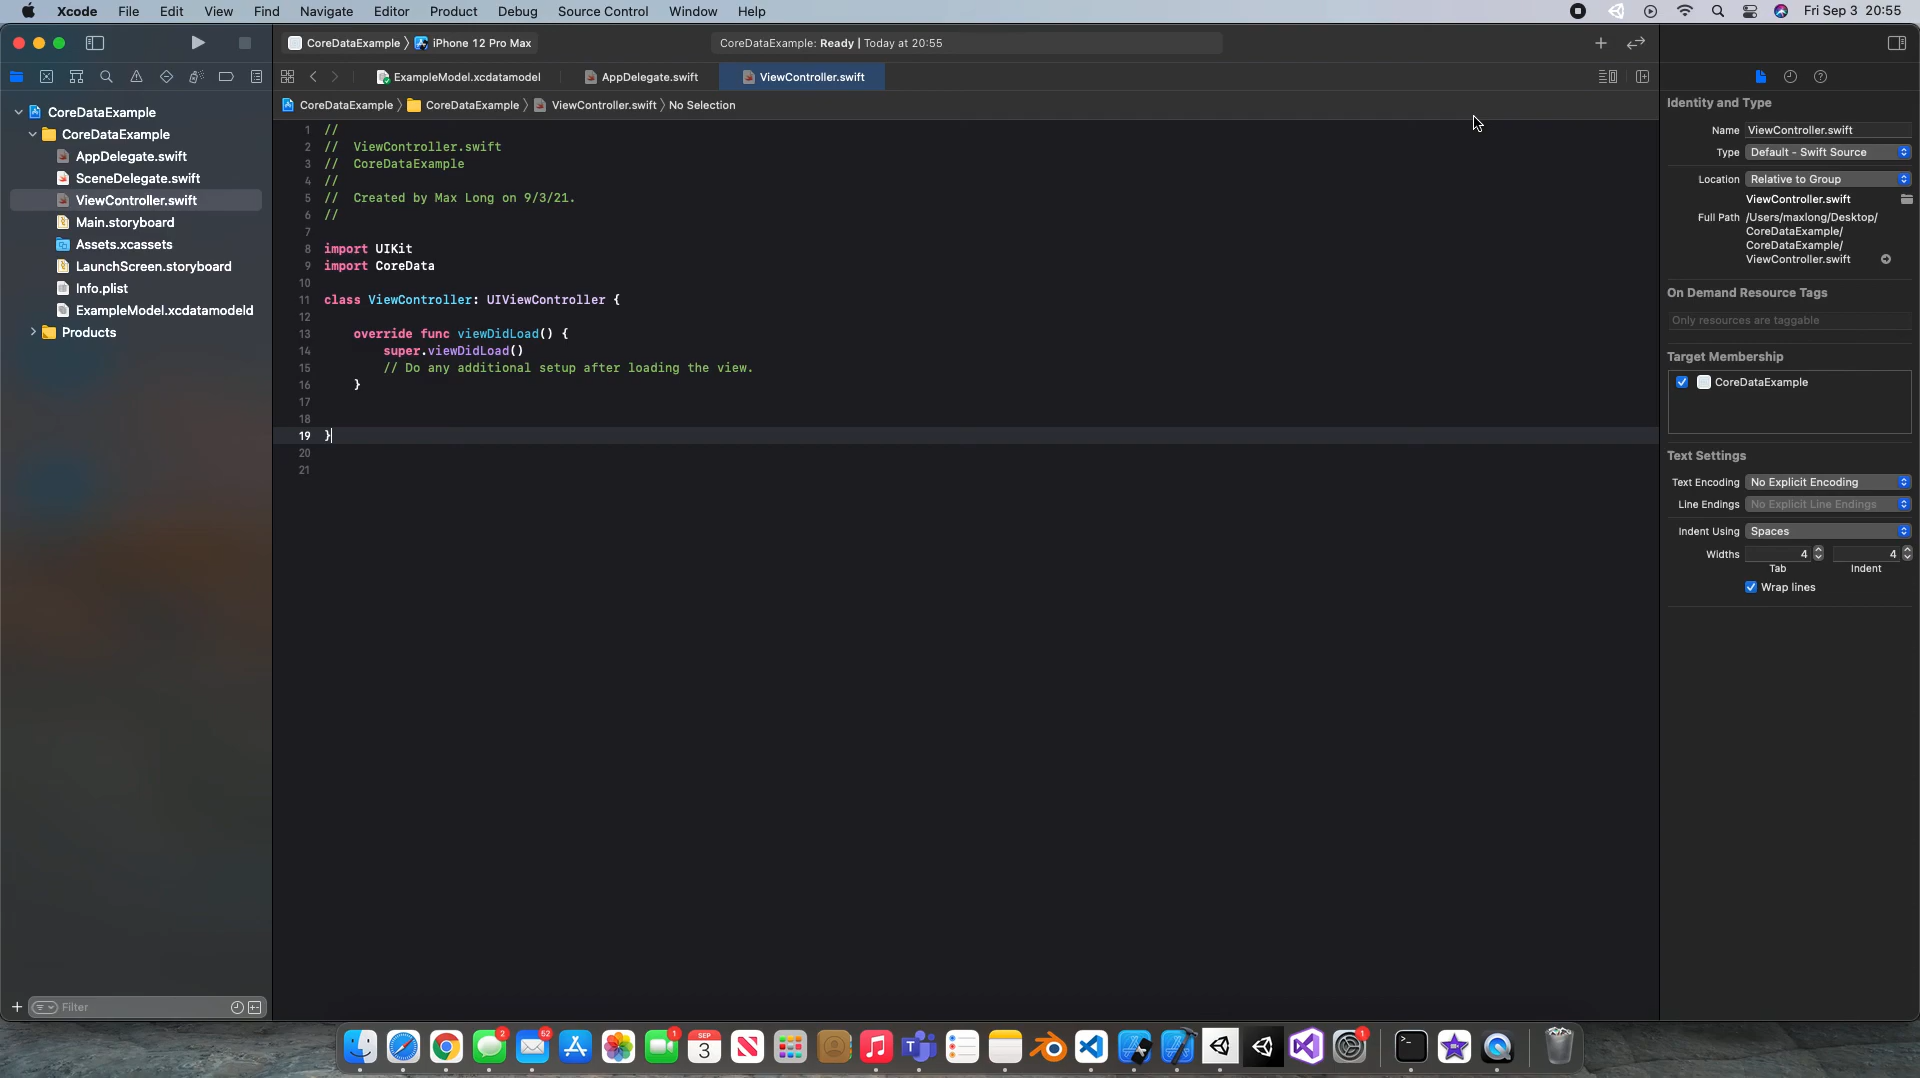 Xcode File Edit View Find Navigate Editor Product Debug Source Control Window Help Fri Sep 3 20:55
CoreDataExample iPhone 12 Pro Max CoreDataExample: Ready | Today at 20:55
ExampleModel.xcdatamodel AppDelegate.swift ViewController.swift
CoreDataExample CoreDataExample ViewController.swift No Selection
CoreDataExample
CoreDataExample
AppDelegate.swift
SceneDelegate.swift
ViewController.swift
Main.storyboard
Assets.xcassets
LaunchScreen.storyboard
Info.plist
ExampleModel.xcdatamodeld
Products
Filter
1 //
2 // ViewController.swift
3 // CoreDataExample
4 //
5 // Created by Max Long on 9/3/21.
6 //
7
8 import UIKit
9 import CoreData
10
11 class ViewController: UIViewController {
12
13 override func viewDidLoad() {
14 super.viewDidLoad()
15 // Do any additional setup after loading the view.
16 }
17
18
19 }
20
21
Identity and Type
Name ViewController.swift
Type Default - Swift Source
Location Relative to Group
ViewController.swift
Full Path /Users/maxlong/Desktop/
CoreDataExample/
CoreDataExample/
ViewController.swift
On Demand Resource Tags
Only resources are taggable
Target Membership
CoreDataExample
Text Settings
Text Encoding No Explicit Encoding
Line Endings No Explicit Line Endings
Indent Using Spaces
Widths 4 4
Tab Indent
Wrap lines
2 52 1 SEP 3 1